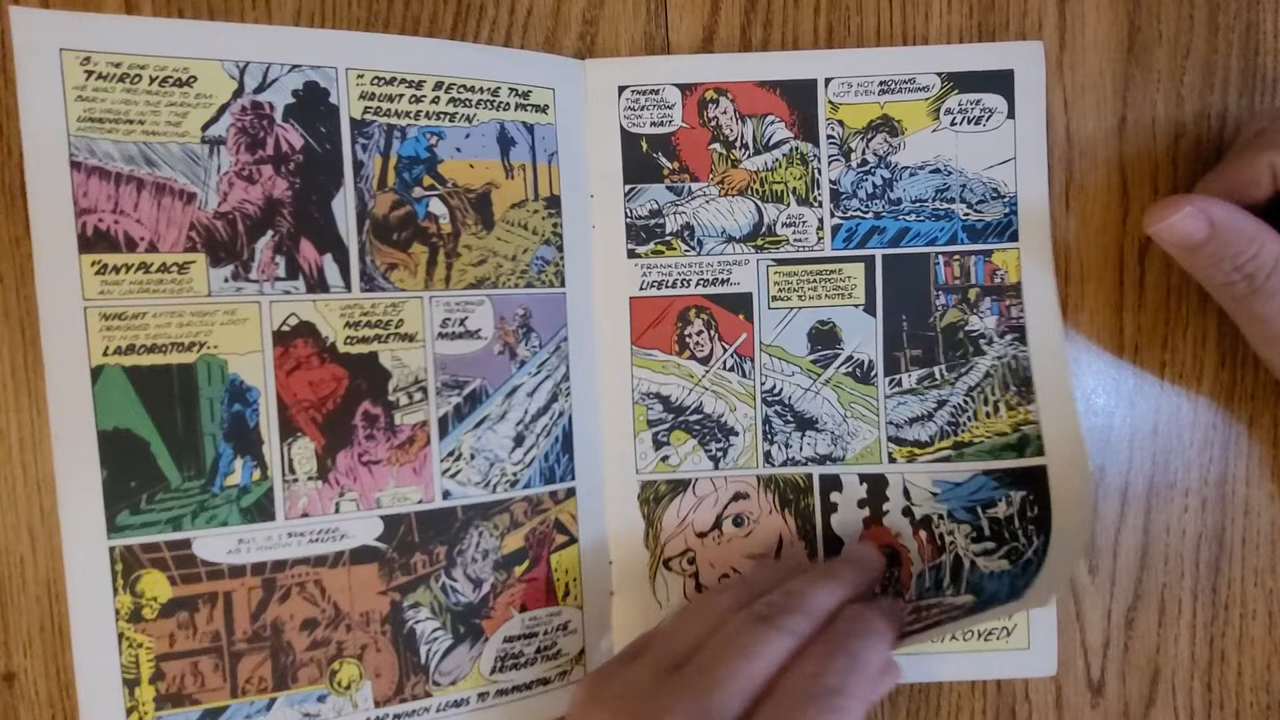 "BY THE END OF HIS
THIRD YEAR
HE WAS PREPARED TO EM-
BARK UPON THE DARKEST
VOYAGE INTO THE
UNKNOWN IN THE
HISTORY OF MANKIND...
"ANYPLACE
THAT HARBORED
AN UNDAMAGED...
"... CORPSE BECAME THE
HAUNT OF A POSSESSED VICTOR
FRANKENSTEIN.
"NIGHT AFTER NIGHT HE
DRAGGED HIS GRISLY LOOT
TO HIS SECLUDED
LABORATORY..
"... UNTIL AT LAST
HIS PROJECT
NEARED
COMPLETION...
I'VE WORKED
NEARLY
SIX
MONTHS...
BUT, IF I SUCCEED...
AS I KNOW I MUST...
I WILL HAVE
CREATED
HUMAN LIFE
DEAD... AND
BRIDGED THE...
GAP WHICH LEADS TO IMMORTALITY!
THERE!
THE FINAL
INJECTION!
NOW... I CAN
ONLY WAIT...
AND
WAIT...
AND...
WAIT...
IT'S NOT MOVING...
NOT EVEN BREATHING!
LIVE,
BLAST YOU...
LIVE!
"FRANKENSTEIN STARED
AT THE MONSTER'S
LIFELESS FORM...
"THEN, OVERCOME
WITH DISAPPOINT-
MENT, HE TURNED
BACK TO HIS NOTES...